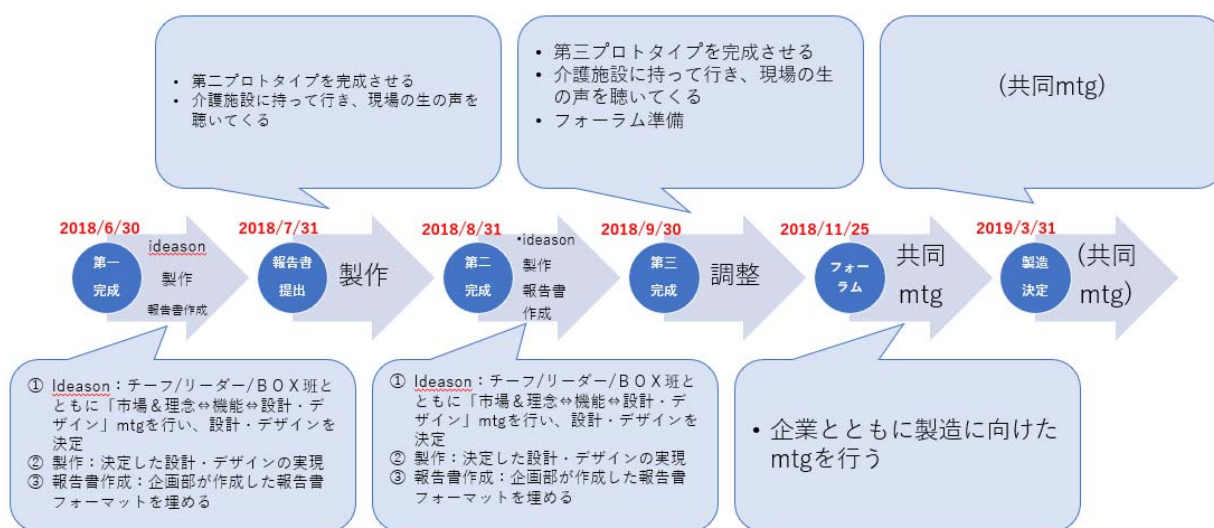 ・第二プロトタイプを完成させる
・介護施設に持って行き、現場の生の声を
聴いてくる
・第三プロトタイプを完成させる
・介護施設に持って行き、現場の生
の声を聴いてくる
・フォーラム準備
(共同mtg)
2018/6/30
第一
完成
ideason
製作
報告書作成
2018/7/31
報告書
提出
製作
2018/8/31
第二
完成
・ideason
製作
報告書
作成
2018/9/30
第三
完成
調整
2018/11/25
フォー
ラム
共同
mtg
2019/3/31
製造
決定
(共同
mtg)
① Ideason:チーフ/リーダー/BOX班と
ともに「市場&理念⇔機能⇔設計・デ
ザイン」mtgを行い、設計・デザインを
決定
② 製作:決定した設計・デザインの実現
③ 報告書作成:企画部が作成した報告書
フォーマットを埋める
① Ideason:チーフ/リーダー/BOX班と
ともに「市場&理念⇔機能⇔設計・デ
ザイン」mtgを行い、設計・デザインを
決定
② 製作:決定した設計・デザインの実現
③ 報告書作成:企画部が作成した報告書
フォーマットを埋める
・企業とともに製造に向けた
mtgを行う